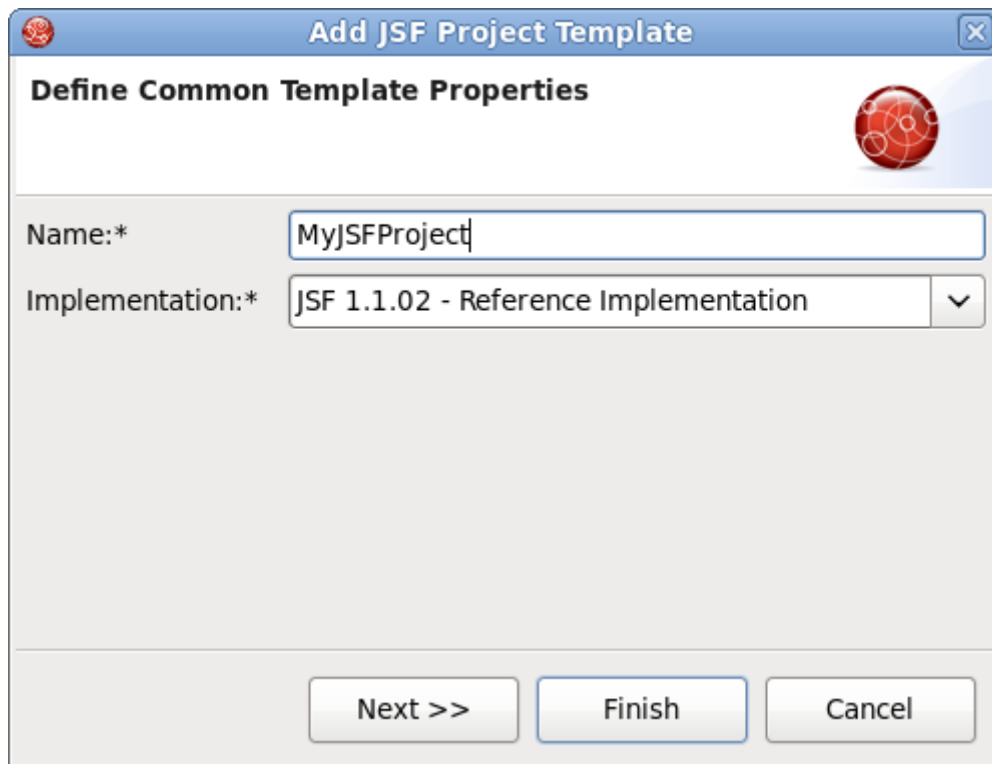 Add JSF Project Template
Define Common Template Properties
Name:* MyJSFProject
Implementation:* JSF 1.1.02 - Reference Implementation
Next >> Finish Cancel